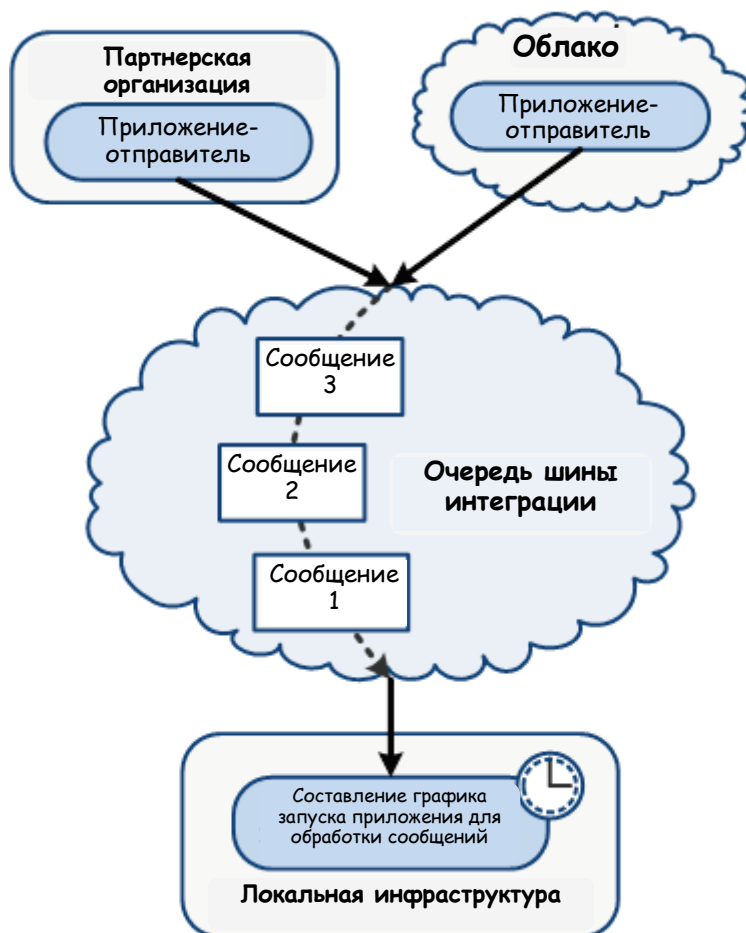 Партнерская
организация
Приложение-
отправитель
Облако
Приложение-
отправитель
Сообщение
3
Сообщение
2
Очередь шины
интеграции
Сообщение
1
Составление графика
запуска приложения для
обработки сообщений
Локальная инфраструктура